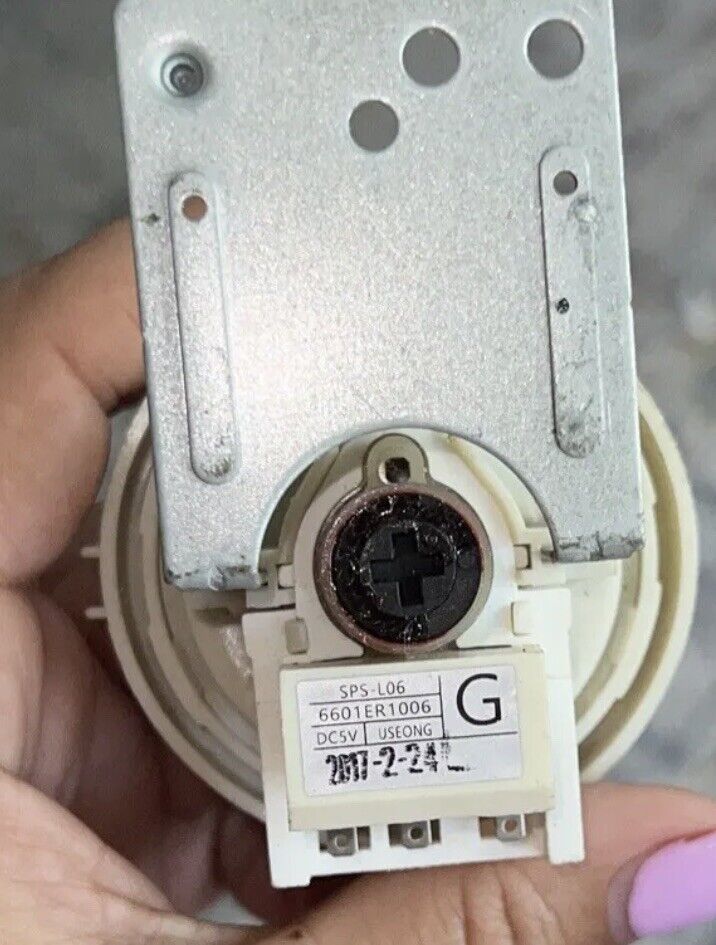 SPS-L06
6601ER1006 G
DC5V USEONG
2017-2-24